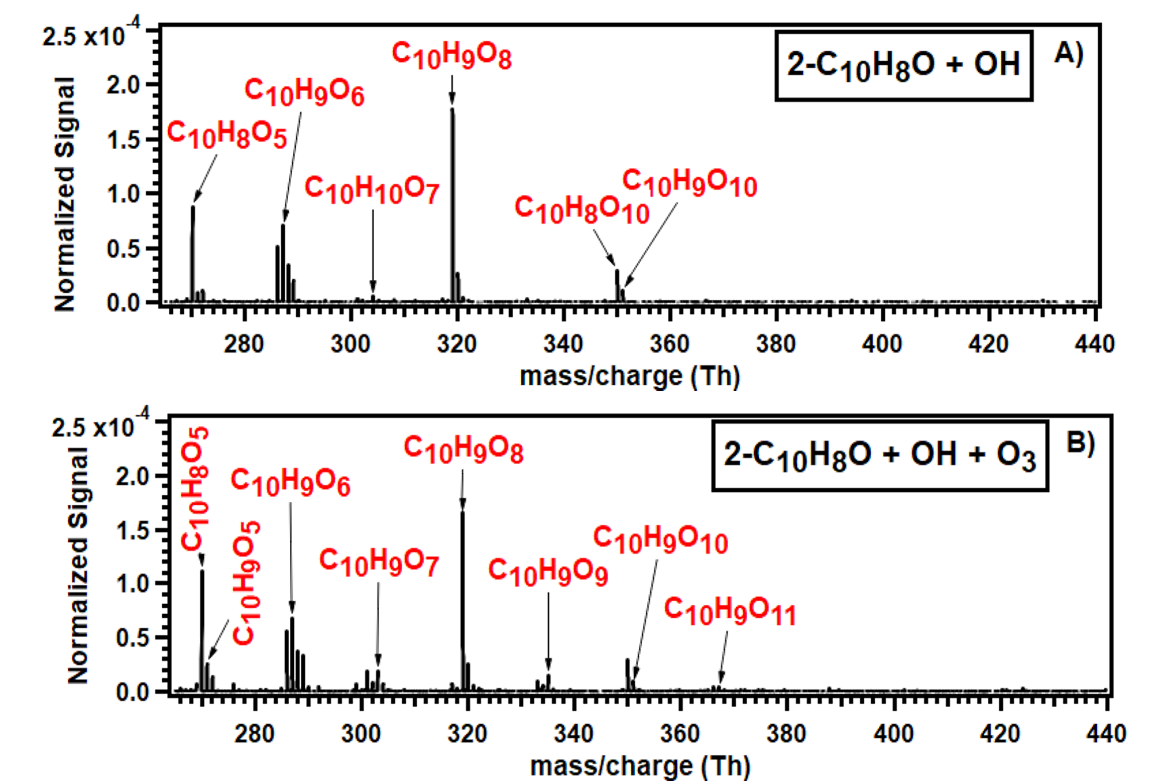 2.5 x10⁻⁴
2.0
1.5
1.0
0.5
0.0
Normalized Signal
C₁₀H₈O₅
C₁₀H₉O₆
C₁₀H₁₀O₇
C₁₀H₉O₈
C₁₀H₈O₁₀
C₁₀H₉O₁₀
2-C₁₀H₈O + OH
A)
280 300 320 340 360 380 400 420 440
mass/charge (Th)
2.5 x10⁻⁴
2.0
1.5
1.0
0.5
0.0
Normalized Signal
C₁₀H₈O₅
C₁₀H₉O₅
C₁₀H₉O₆
C₁₀H₉O₇
C₁₀H₉O₈
C₁₀H₉O₉
C₁₀H₉O₁₀
C₁₀H₉O₁₁
2-C₁₀H₈O + OH + O₃
B)
280 300 320 340 360 380 400 420 440
mass/charge (Th)